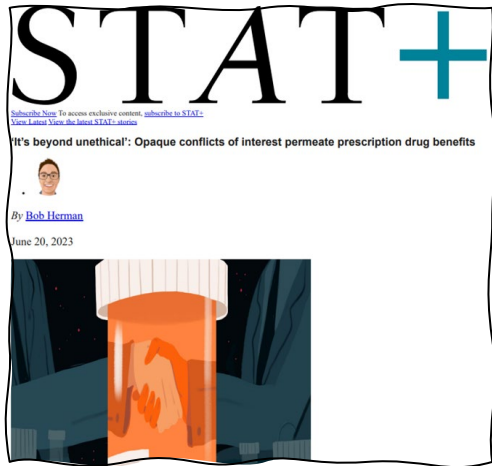 STAT+
Subscribe Now To access exclusive content, subscribe to STAT+
View Latest View the latest STAT+ stories
'It's beyond unethical': Opaque conflicts of interest permeate prescription drug benefits
By Bob Herman
June 20, 2023